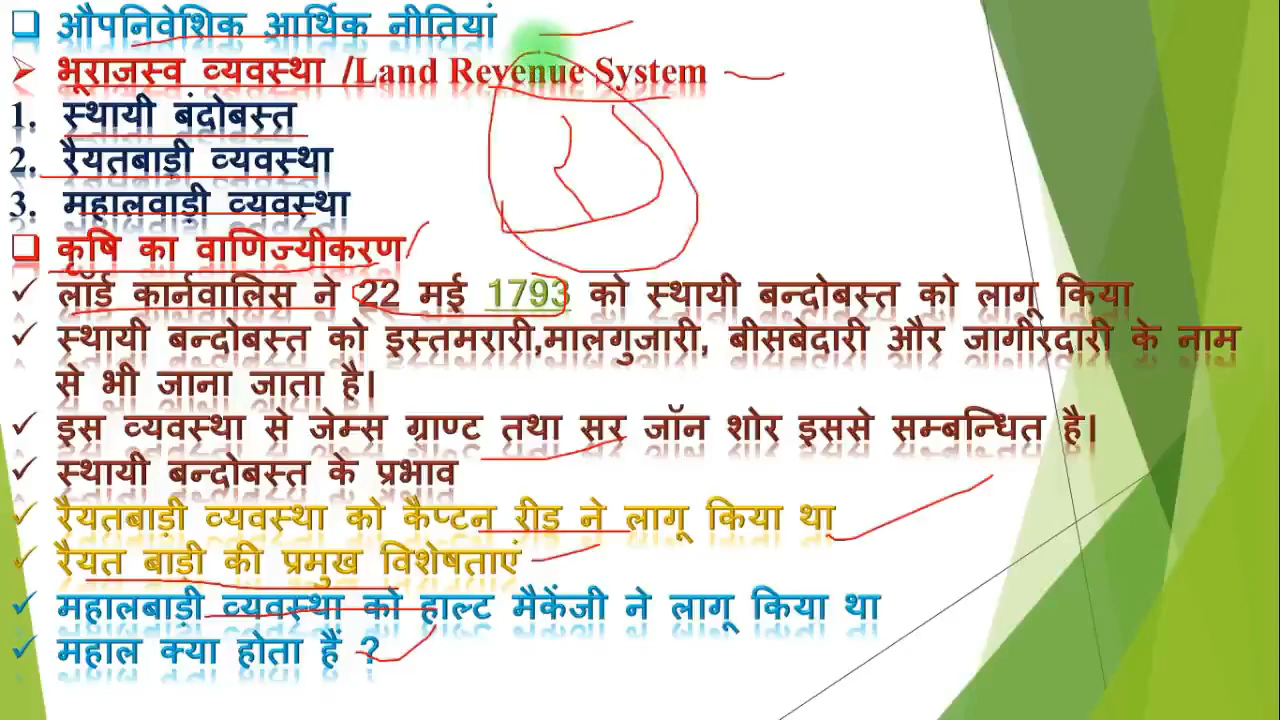 औपनिवेशिक आर्थिक नीतियां
भूराजस्व व्यवस्था /Land Revenue System
1. स्थायी बंदोबस्त
2. रैयतबाड़ी व्यवस्था
3. महालवाड़ी व्यवस्था
कृषि का वाणिज्यीकरण
लॉर्ड कार्नवालिस ने 22 मई 1793 को स्थायी बन्दोबस्त को लागू किया
स्थायी बन्दोबस्त को इस्तमरारी,मालगुजारी, बीसबेदारी और जागीरदारी के नाम
से भी जाना जाता है।
इस व्यवस्था से जेम्स ग्राण्ट तथा सर जॉन शोर इससे सम्बन्धित है।
स्थायी बन्दोबस्त के प्रभाव
रैयतबाड़ी व्यवस्था को कैप्टन रीड ने लागू किया था
रैयत बाड़ी की प्रमुख विशेषताएं
महालबाड़ी व्यवस्था को हाल्ट मैकेंजी ने लागू किया था
महाल क्या होता हैं ?